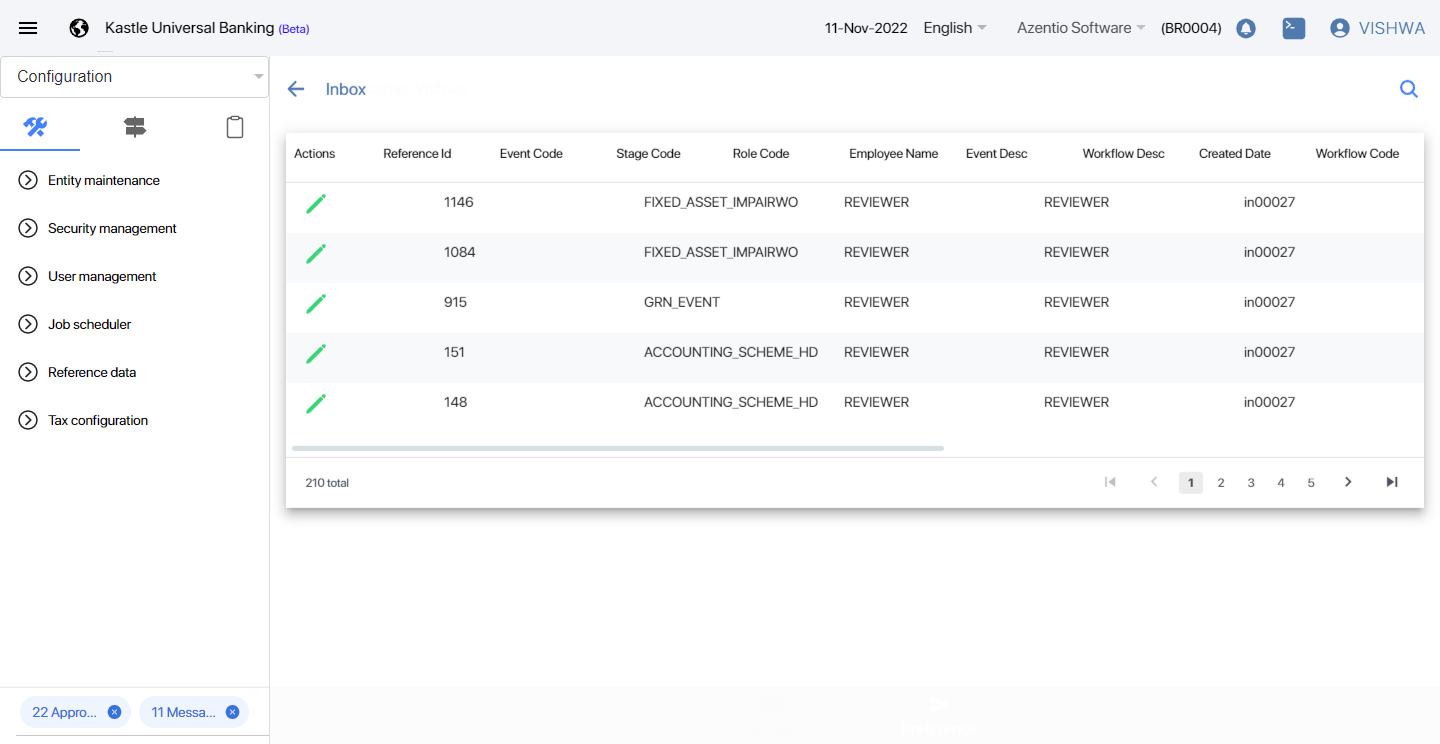 Kastle Universal Banking (Beta)
11-Nov-2022 English Azentio Software (BR0004) VISHWA
Configuration
Inbox
Entity maintenance
Security management
User management
Job scheduler
Reference data
Tax configuration
Actions Reference Id Event Code Stage Code Role Code Employee Name Event Desc Workflow Desc Created Date Workflow Code
1146 FIXED_ASSET_IMPAIRWO REVIEWER REVIEWER in00027
1084 FIXED_ASSET_IMPAIRWO REVIEWER REVIEWER in00027
915 GRN_EVENT REVIEWER REVIEWER in00027
151 ACCOUNTING_SCHEME_HD REVIEWER REVIEWER in00027
148 ACCOUNTING_SCHEME_HD REVIEWER REVIEWER in00027
210 total 1 2 3 4 5
22 Appro... 11 Messa...